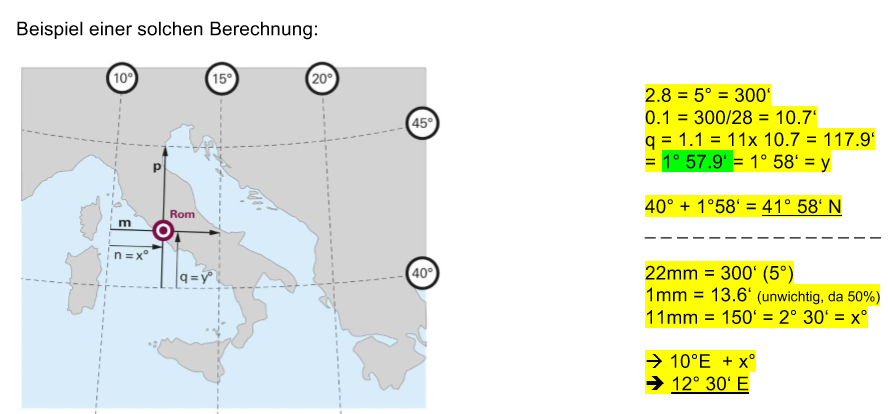 Beispiel einer solchen Berechnung:
10°
15°
20°
45°
p
Rom
m
n = x°
q = y°
40°
2.8 = 5° = 300‘
0.1 = 300/28 = 10.7‘
q = 1.1 = 11x 10.7 = 117.9‘
= 1° 57.9‘ = 1° 58‘ = y
40° + 1°58‘ = 41° 58‘ N
22mm = 300‘ (5°)
1mm = 13.6‘ (unwichtig, da 50%)
11mm = 150‘ = 2° 30‘ = x°
→ 10°E + x°
➔ 12° 30‘ E